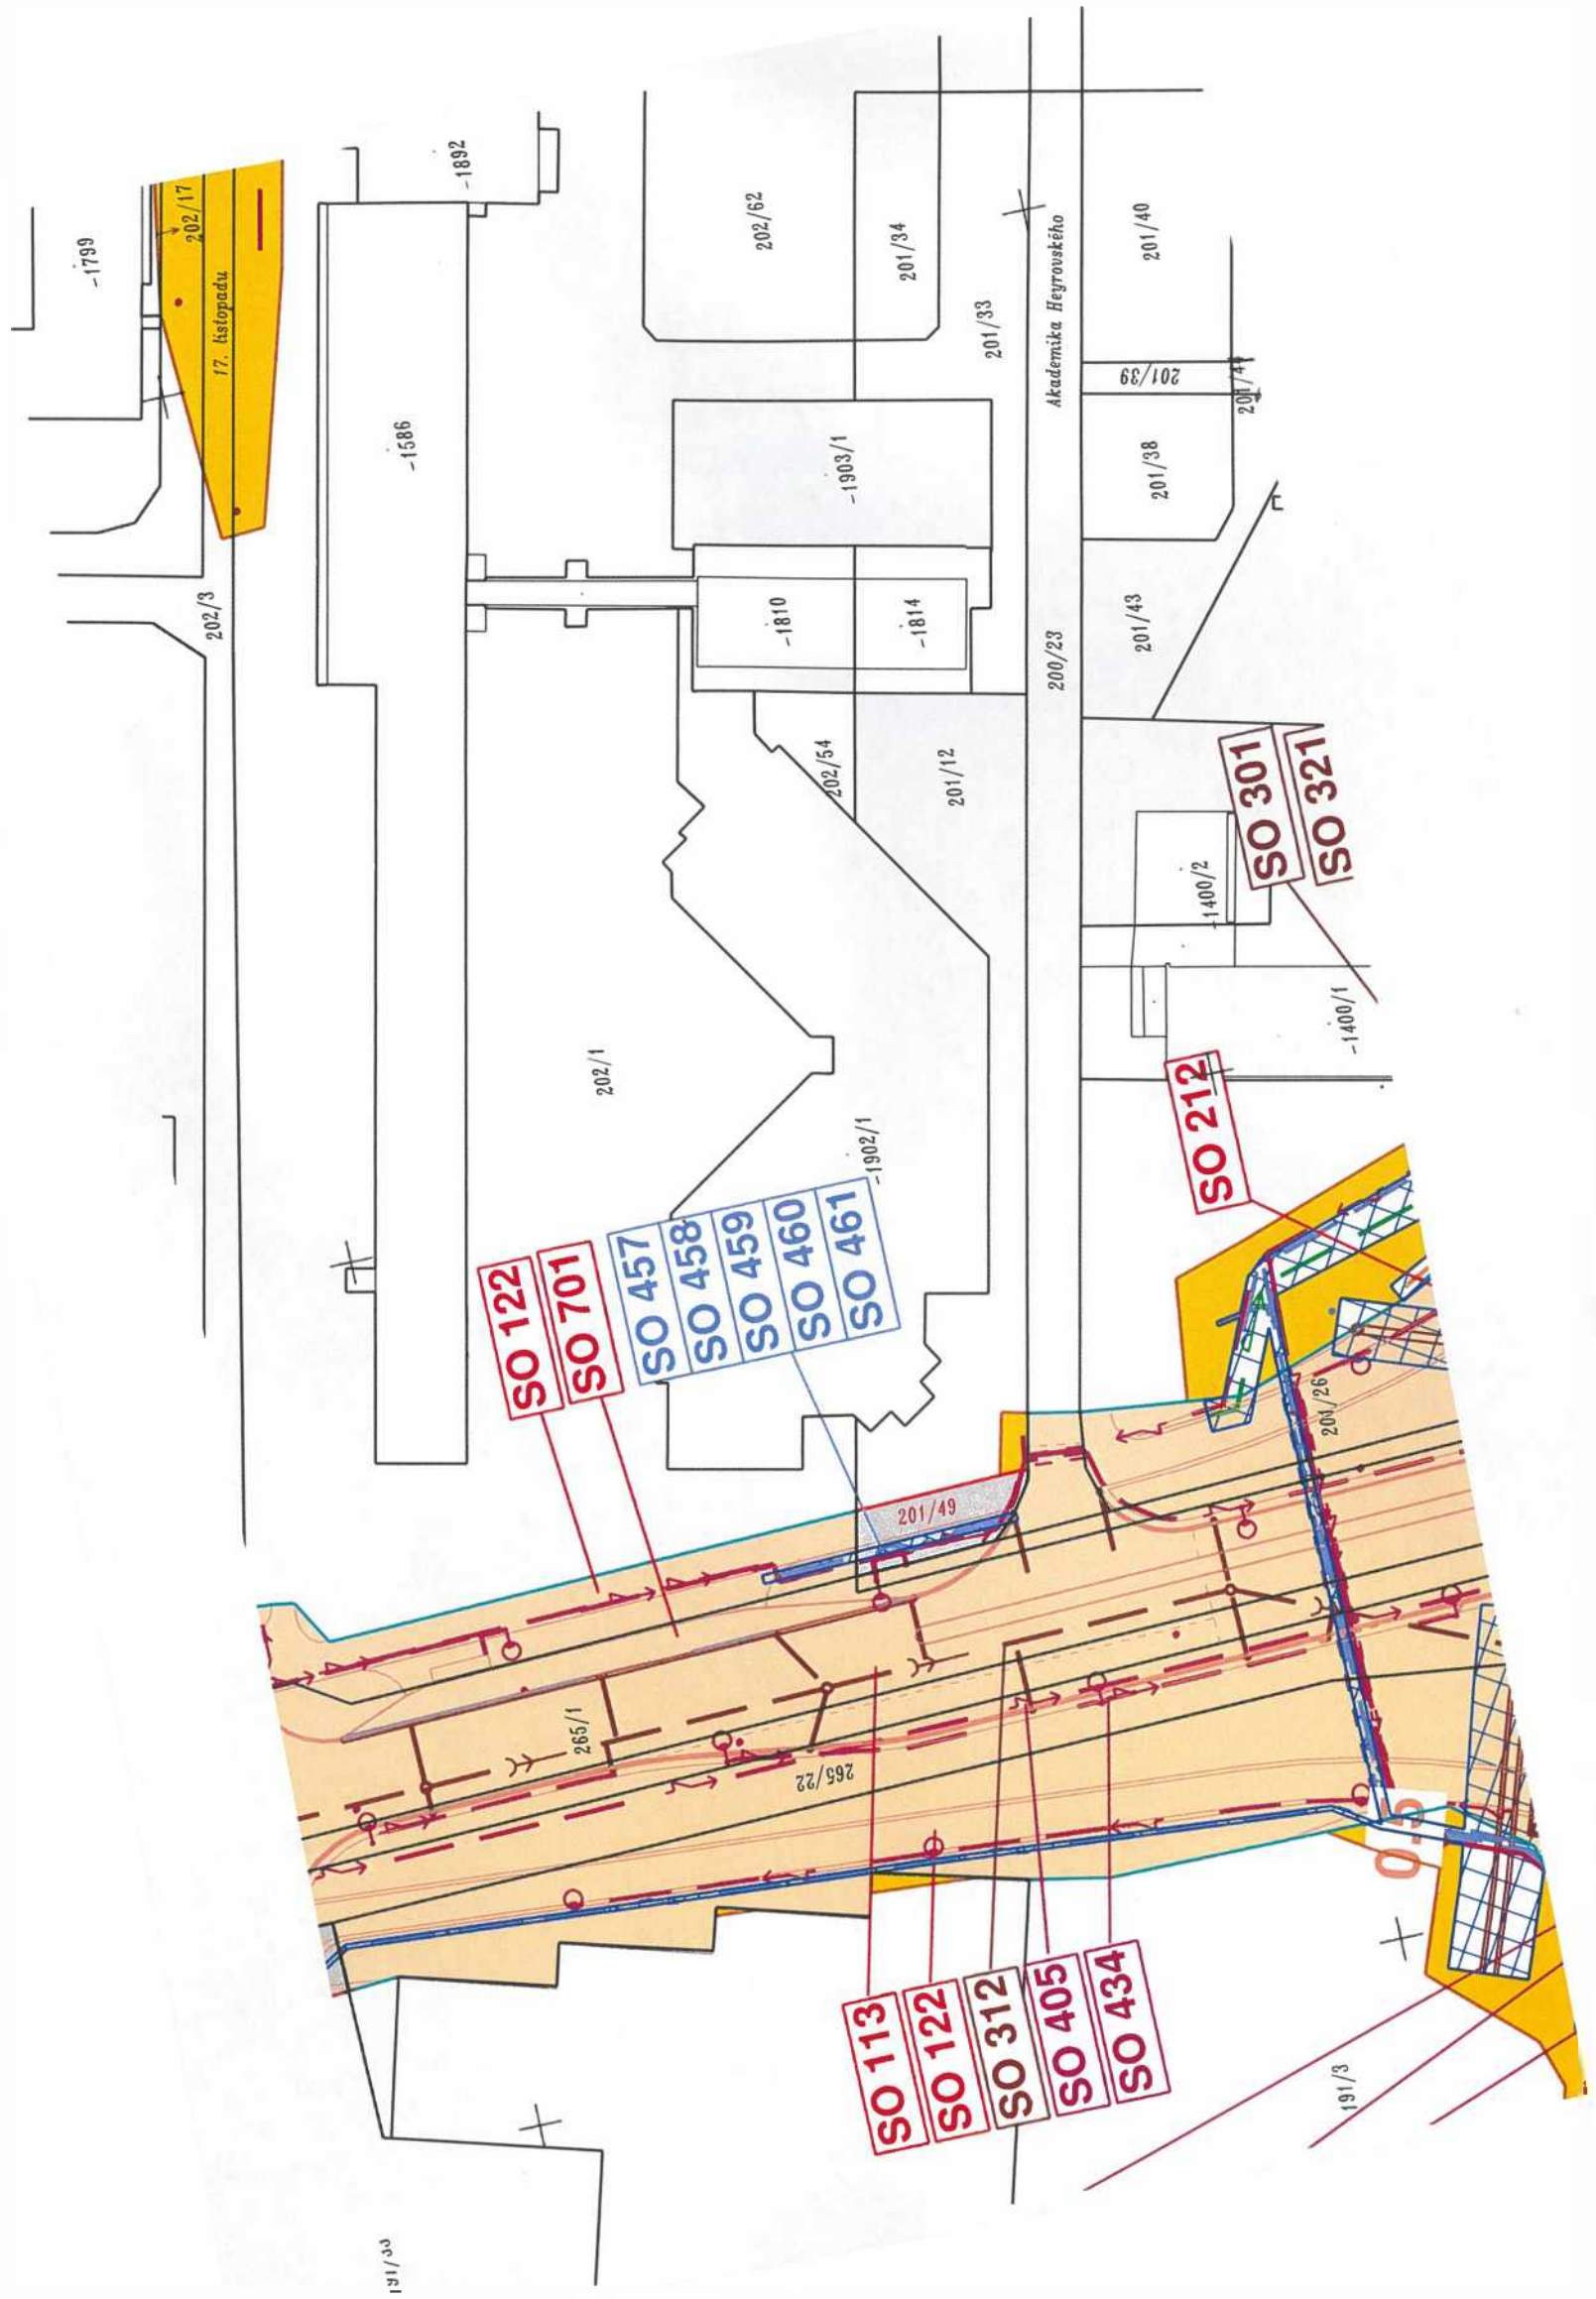 -1799
202/17
17. listopadu
202/3
-1892
-1586
202/62
201/34
201/33
Akademika Heyrovského
201/40
201/39
201/38
-1903/1
-1810
-1814
200/23
201/43
202/54
201/12
SO 301
SO 321
-1400/2
-1400/1
202/1
-1902/1
SO 212
SO 122
SO 701
SO 457
SO 458
SO 459
SO 460
SO 461
201/49
201/26
265/1
265/22
SO 113
SO 122
SO 312
SO 405
SO 434
191/3